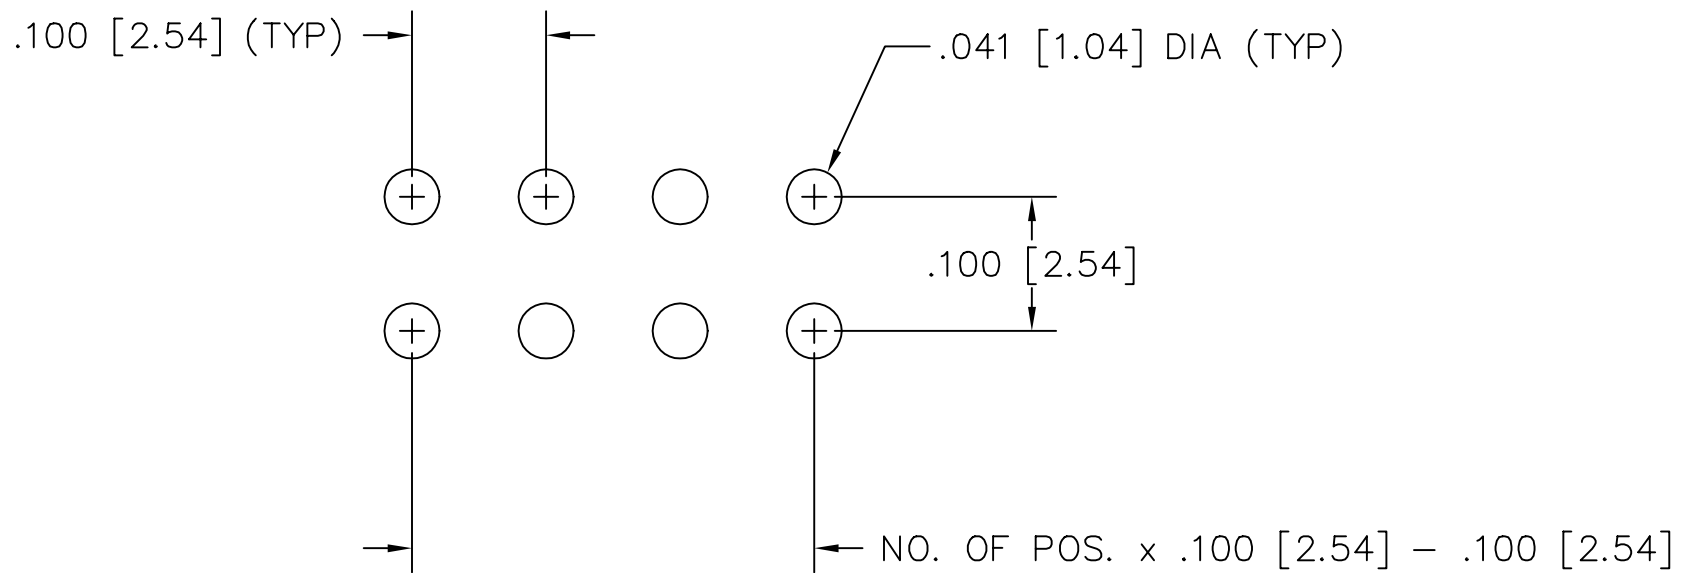 .100 [2.54] (TYP)
.041 [1.04] DIA (TYP)
.100 [2.54]
NO. OF POS. x .100 [2.54] – .100 [2.54]